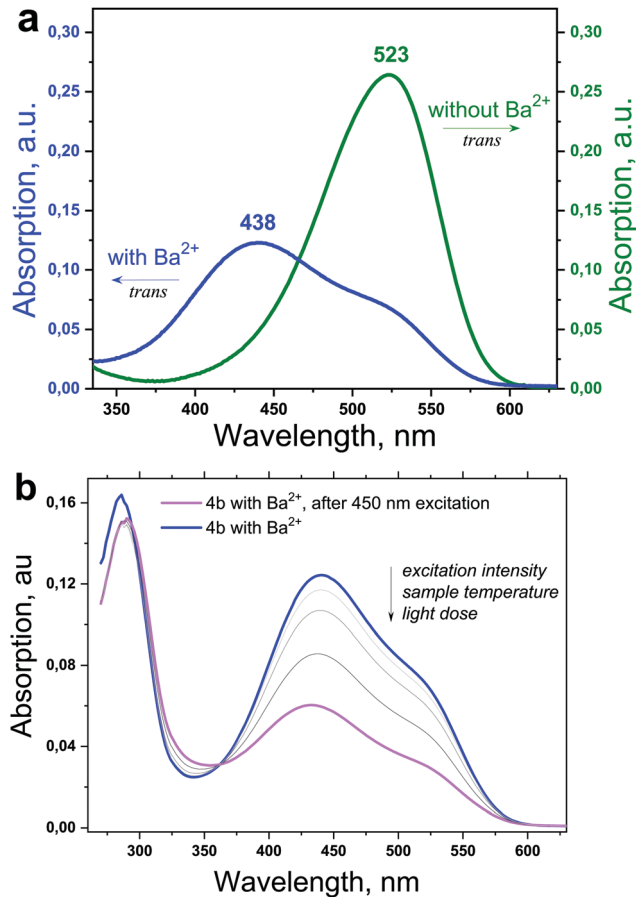 a
0,30
0,25
0,20
0,15
0,10
0,05
0,00
Absorption, a.u.
438
523
with Ba2+
trans
without Ba2+
trans
0,30
0,25
0,20
0,15
0,10
0,05
0,00
Absorption, a.u.
350 400 450 500 550 600
Wavelength, nm
b
0,16
0,12
0,08
0,04
0,00
Absorption, au
4b with Ba2+, after 450 nm excitation
4b with Ba2+
excitation intensity
sample temperature
light dose
300 350 400 450 500 550 600
Wavelength, nm